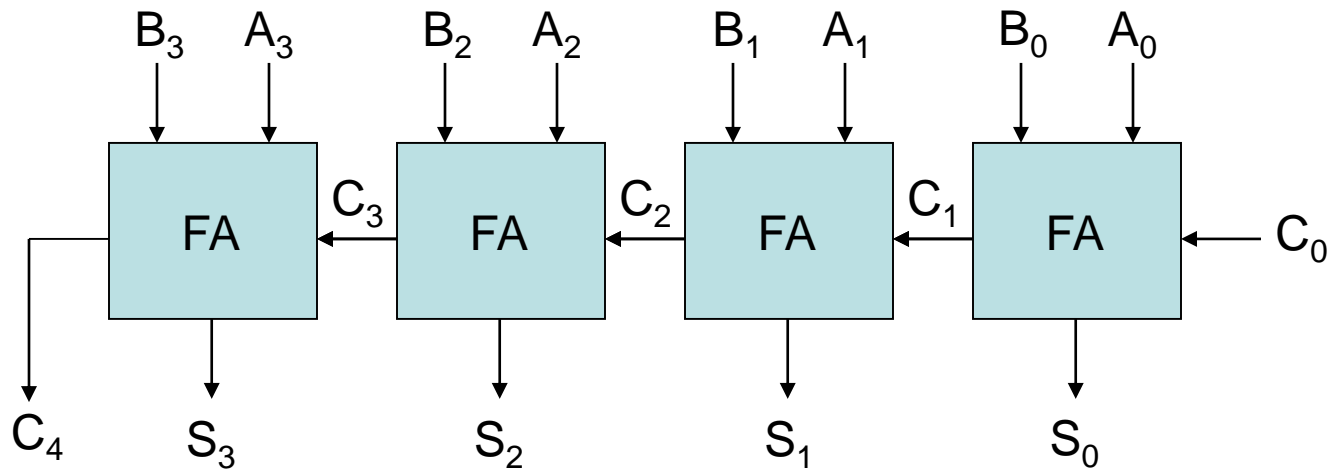 B₃ A₃ B₂ A₂ B₁ A₁ B₀ A₀
C₃ C₂ C₁
FA FA FA FA C₀
C₄ S₃ S₂ S₁ S₀